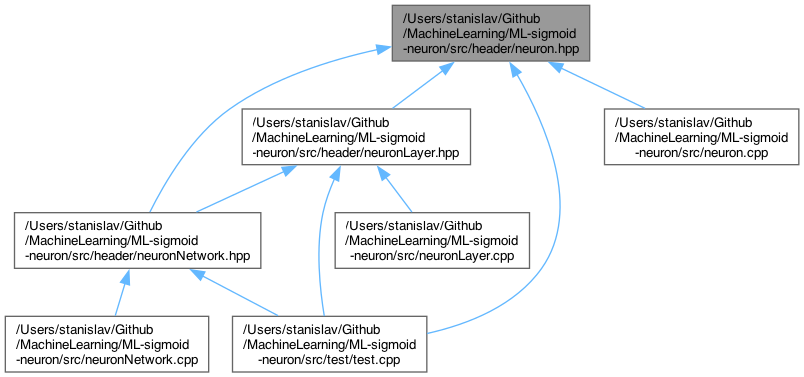 /Users/stanislav/Github
/MachineLearning/ML-sigmoid
-neuron/src/header/neuron.hpp
/Users/stanislav/Github
/MachineLearning/ML-sigmoid
-neuron/src/header/neuronLayer.hpp
/Users/stanislav/Github
/MachineLearning/ML-sigmoid
-neuron/src/neuron.cpp
/Users/stanislav/Github
/MachineLearning/ML-sigmoid
-neuron/src/header/neuronNetwork.hpp
/Users/stanislav/Github
/MachineLearning/ML-sigmoid
-neuron/src/neuronLayer.cpp
/Users/stanislav/Github
/MachineLearning/ML-sigmoid
-neuron/src/neuronNetwork.cpp
/Users/stanislav/Github
/MachineLearning/ML-sigmoid
-neuron/src/test/test.cpp